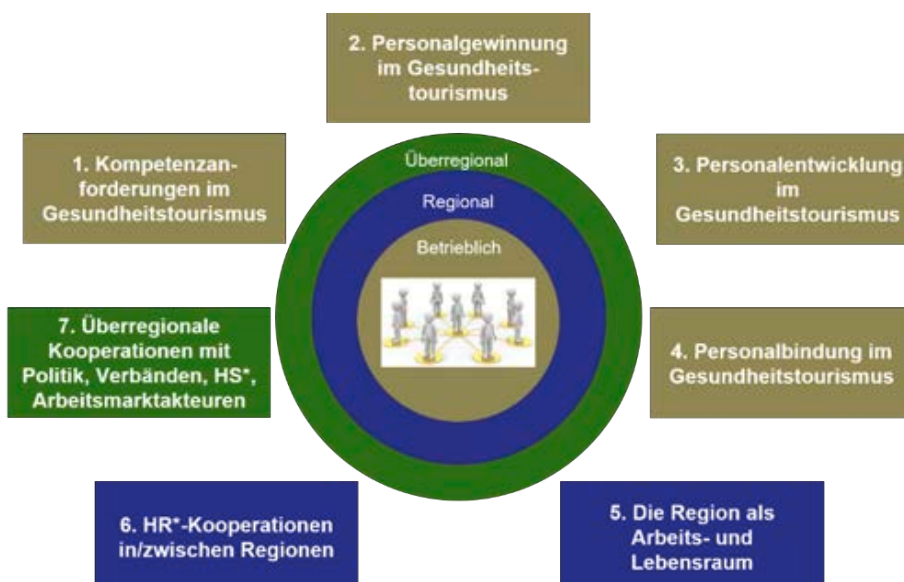 2. Personalgewinnung
im Gesundheits-
tourismus
1. Kompetenzan-
forderungen im
Gesundheitstourismus
Überregional
Regional
Betrieblich
3. Personalentwicklung
im
Gesundheitstourismus
7. Überregionale
Kooperationen mit
Politik, Verbänden, HS*,
Arbeitsmarktakteuren
4. Personalbindung im
Gesundheitstourismus
6. HR*-Kooperationen
in/zwischen Regionen
5. Die Region als
Arbeits- und
Lebensraum